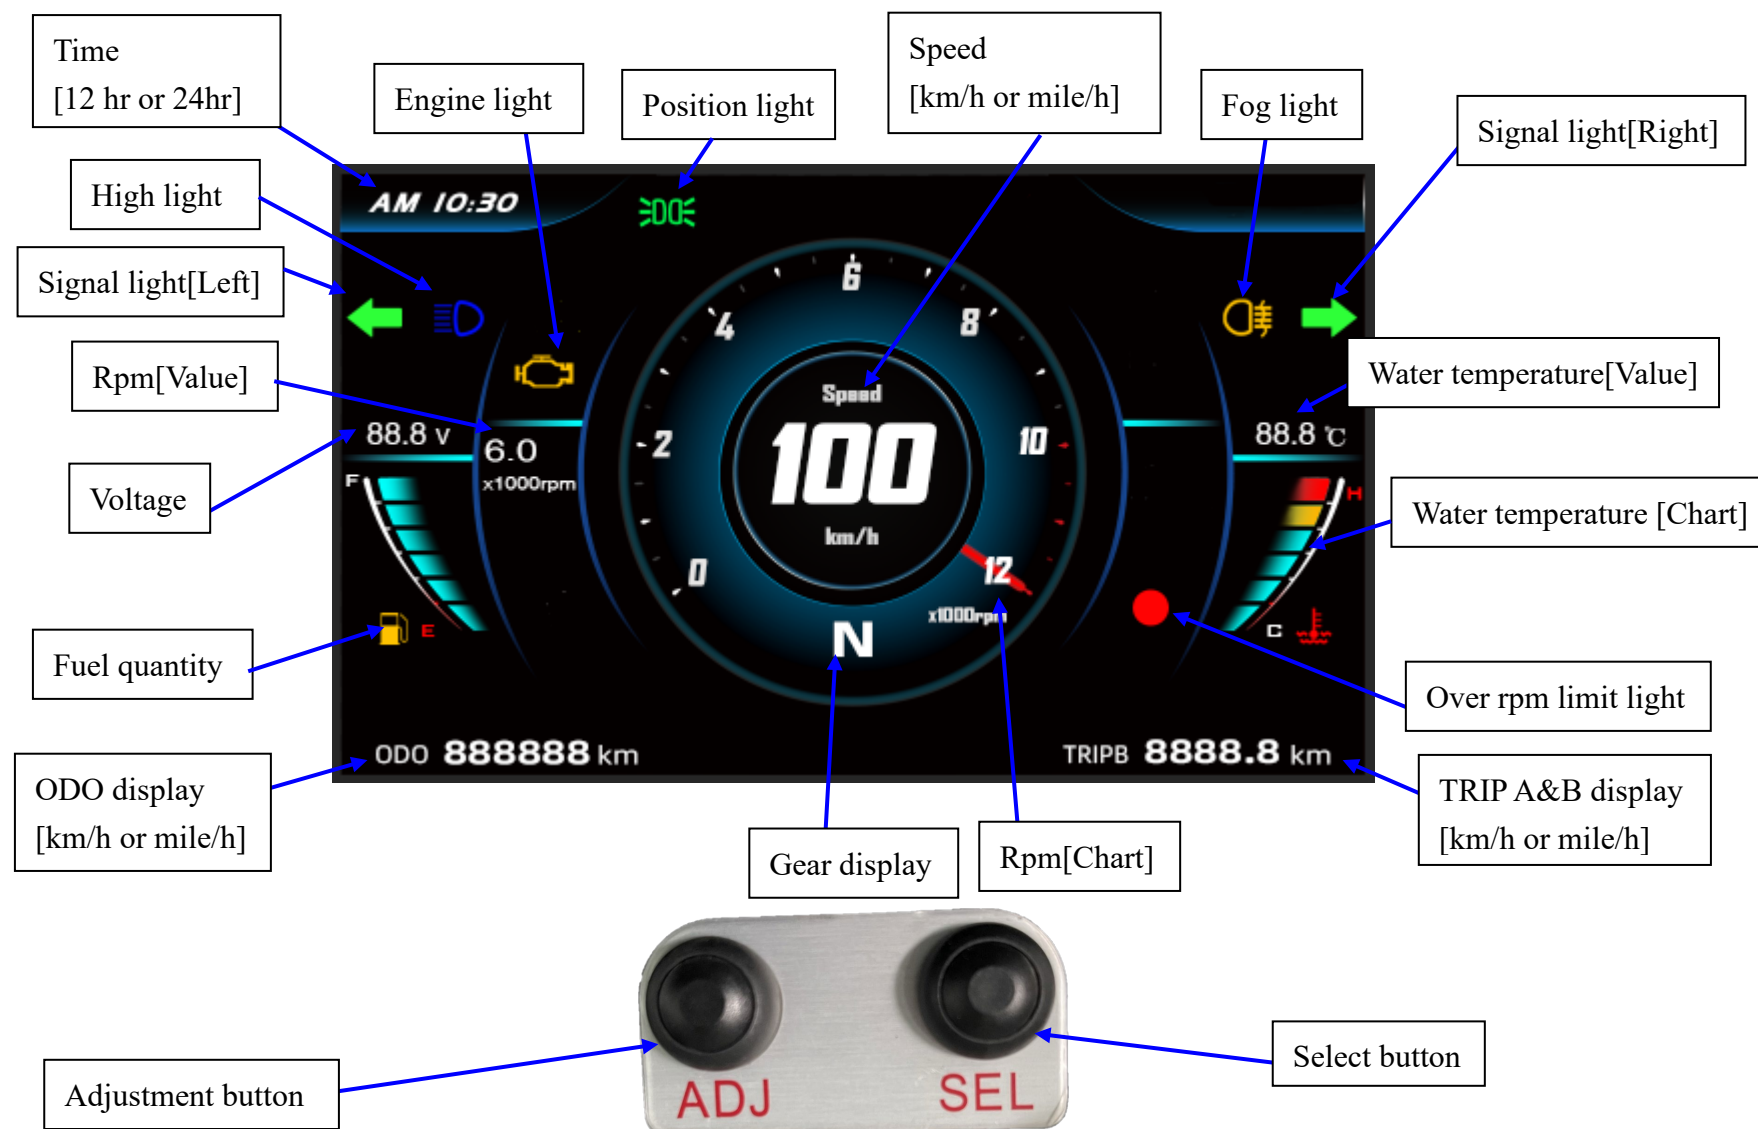 Time
[12 hr or 24hr]
Engine light
Position light
Speed
[km/h or mile/h]
Fog light
Signal light[Right]
High light
Signal light[Left]
Rpm[Value]
Voltage
Fuel quantity
ODO display
[km/h or mile/h]
Water temperature[Value]
Water temperature [Chart]
Over rpm limit light
TRIP A&B display
[km/h or mile/h]
Gear display
Rpm[Chart]
AM 10:30
88.8 V
6.0
x1000rpm
F
E
0
2
4
6
8
10
12
x1000rpm
Speed
100
km/h
N
88.8 ℃
H
C
ODO 888888 km
TRIPB 8888.8 km
Adjustment button
Select button
ADJ
SEL